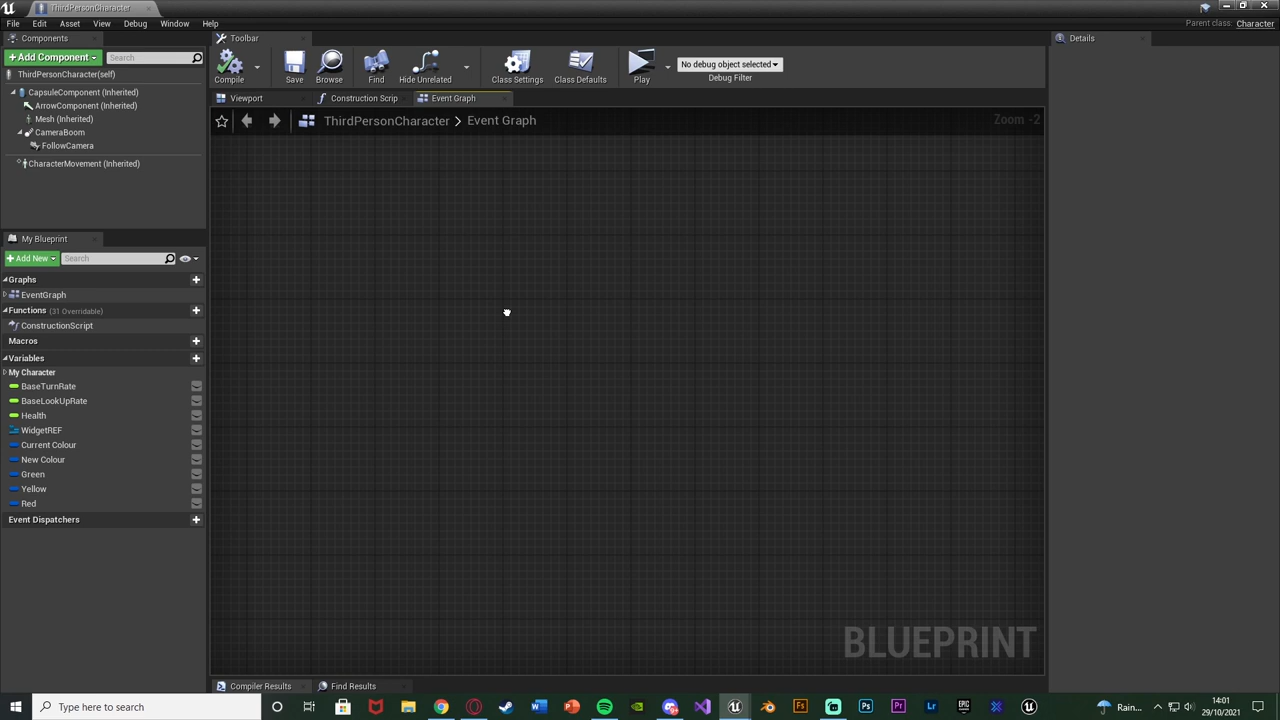 ThirdPersonCharacter
File Edit Asset View Debug Window Help
Parent class: Character
Components
Toolbar
Details
+Add Component
Search
Compile
Save
Browse
Find
Hide Unrelated
Class Settings
Class Defaults
Play
No debug object selected
Debug Filter
ThirdPersonCharacter(self)
CapsuleComponent (Inherited)
ArrowComponent (Inherited)
Mesh (Inherited)
CameraBoom
FollowCamera
CharacterMovement (Inherited)
Viewport
Construction Scrip
Event Graph
ThirdPersonCharacter > Event Graph
Zoom -2
My Blueprint
+Add New
Search
Graphs
EventGraph
Functions (31 Overridable)
ConstructionScript
Macros
Variables
My Character
BaseTurnRate
BaseLookUpRate
Health
WidgetREF
Current Colour
New Colour
Green
Yellow
Red
Event Dispatchers
BLUEPRINT
Compiler Results
Find Results
Type here to search
Rain...
14:01
29/10/2021